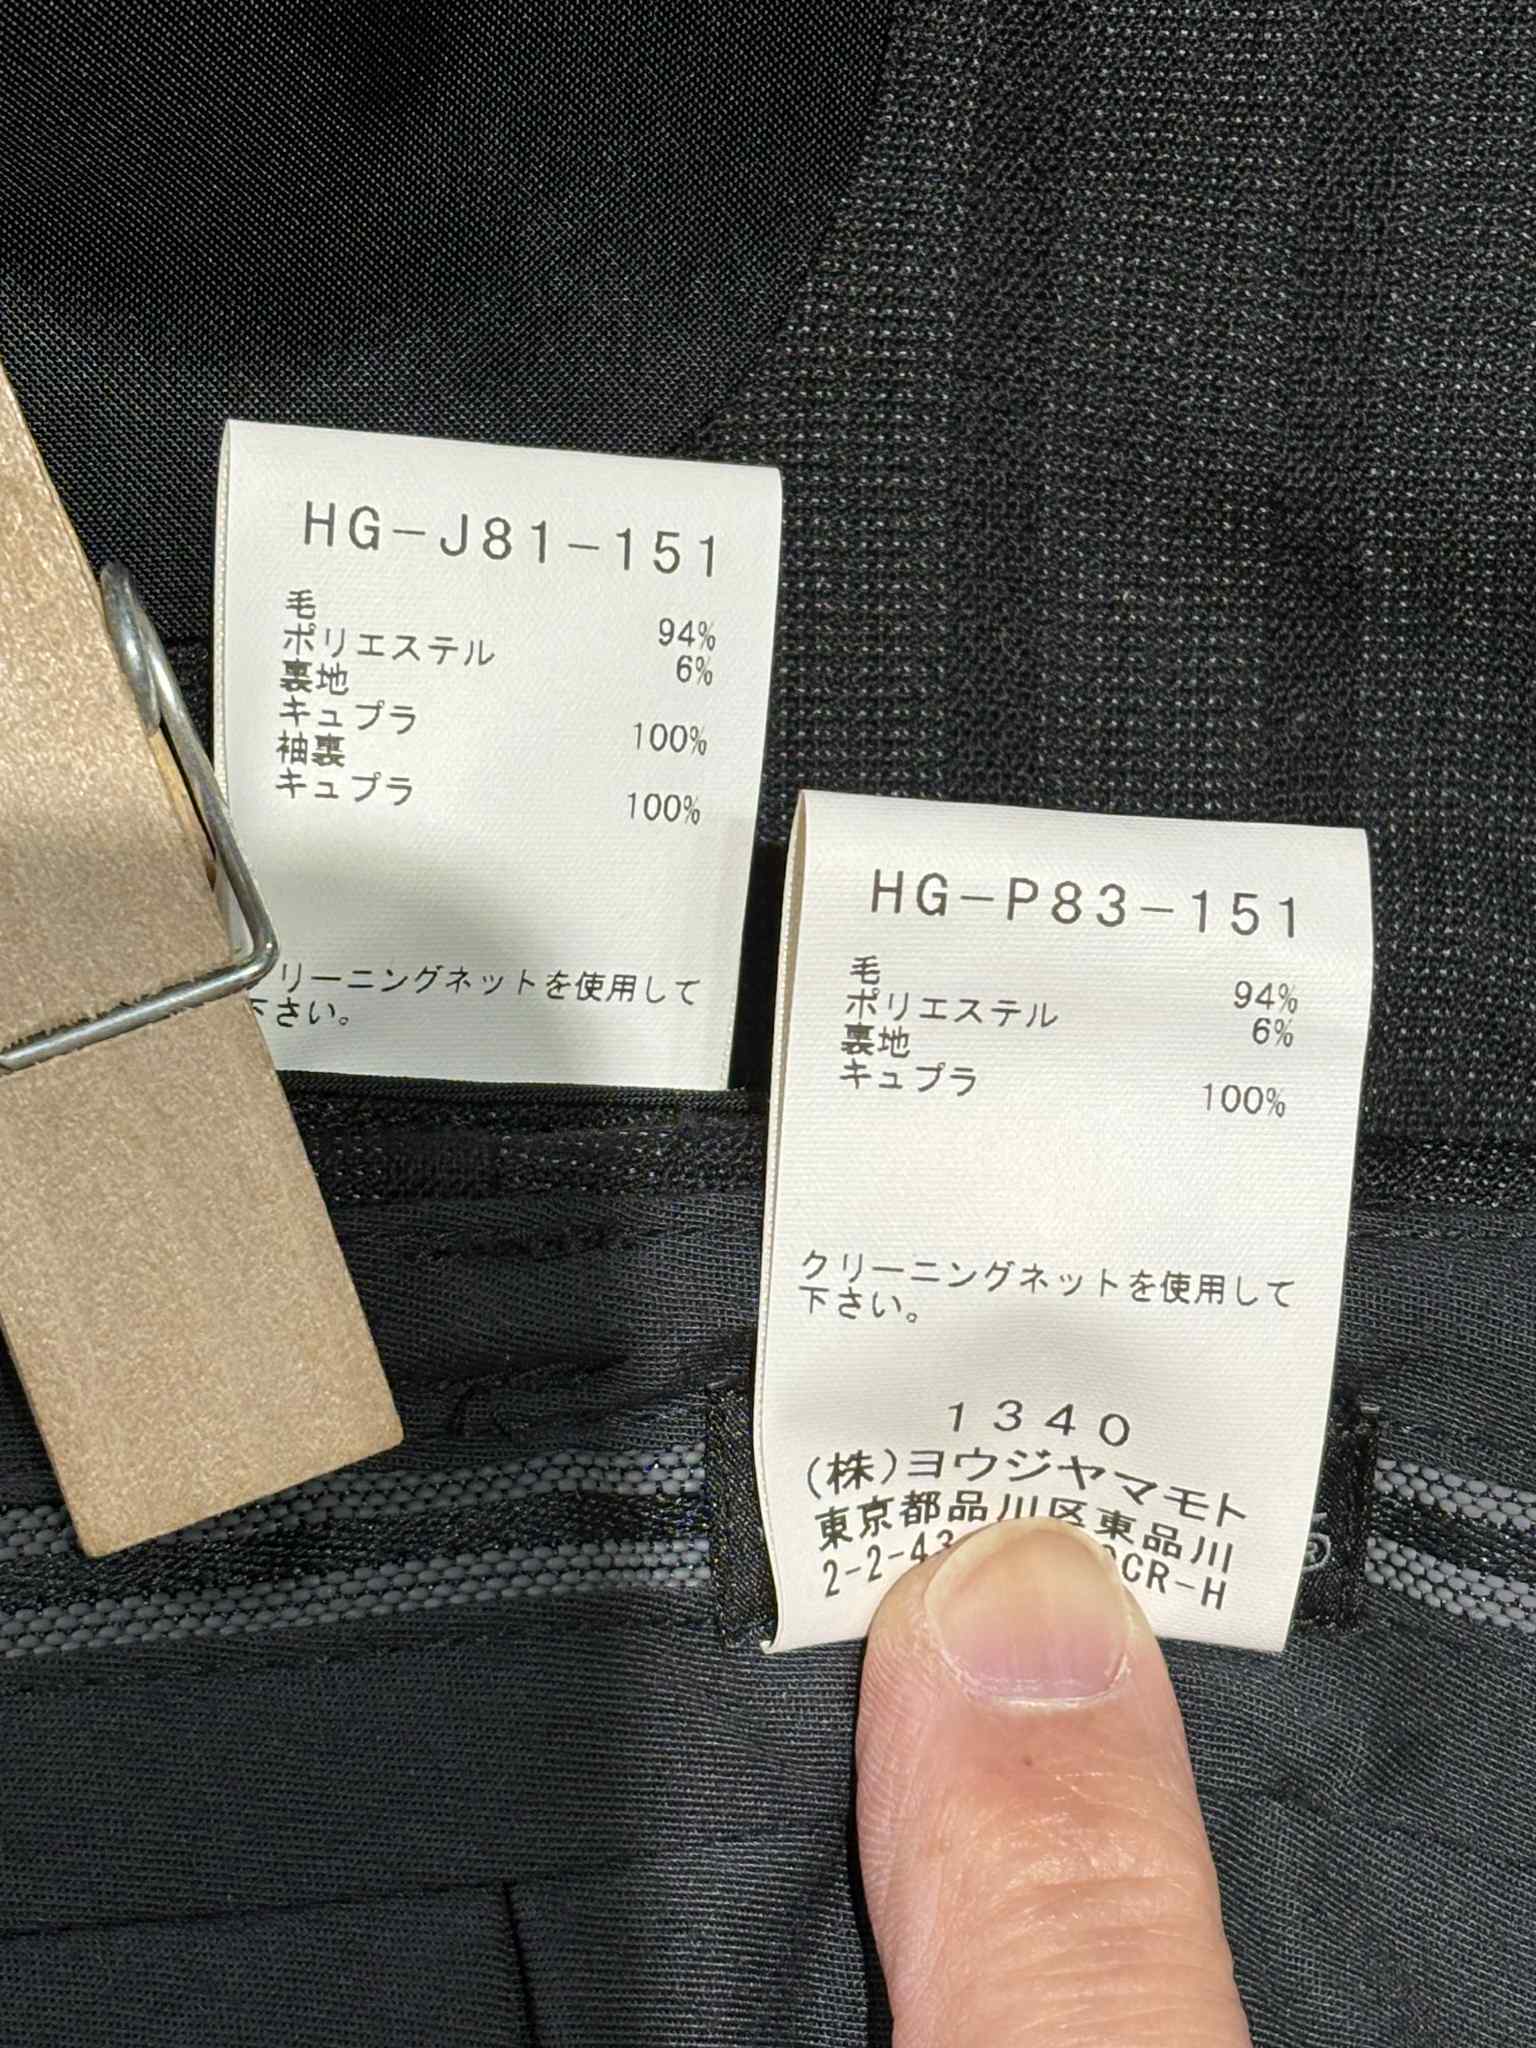 HG-J81-151
毛 94%
ポリエステル 6%
裏地
キュプラ 100%
袖裏
キュプラ 100%
リーニングネットを使用して
下さい。
HG-P83-151
毛 94%
ポリエステル 6%
裏地
キュプラ 100%
クリーニングネットを使用して
下さい。
1340
(株)ヨウジヤマモト
東京都品川区東品川
2-2-43 CR-H
®